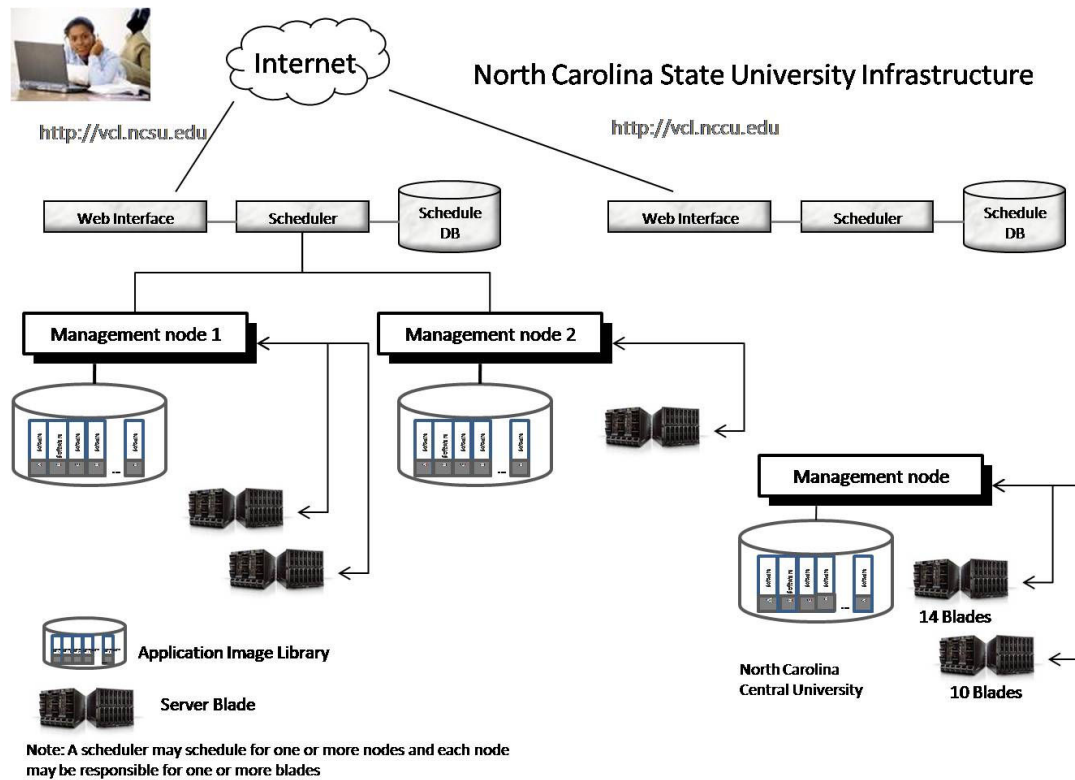 Internet
North Carolina State University Infrastructure
http://vcl.ncsu.edu
http://vcl.nccu.edu
Web Interface
Scheduler
Schedule
DB
Web Interface
Scheduler
Schedule
DB
Management node 1
Management node 2
Management node
14 Blades
10 Blades
North Carolina
Central University
Application Image Library
Server Blade
Note: A scheduler may schedule for one or more nodes and each node
may be responsible for one or more blades